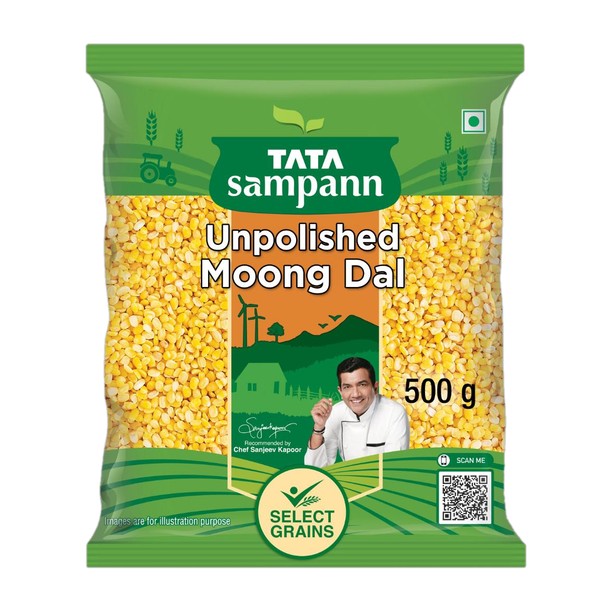 TATA
sampann
Unpolished
Moong Dal
500 g
Recommended by
Chef Sanjeev Kapoor
SCAN ME
Images are for illustration purpose
SELECT
GRAINS